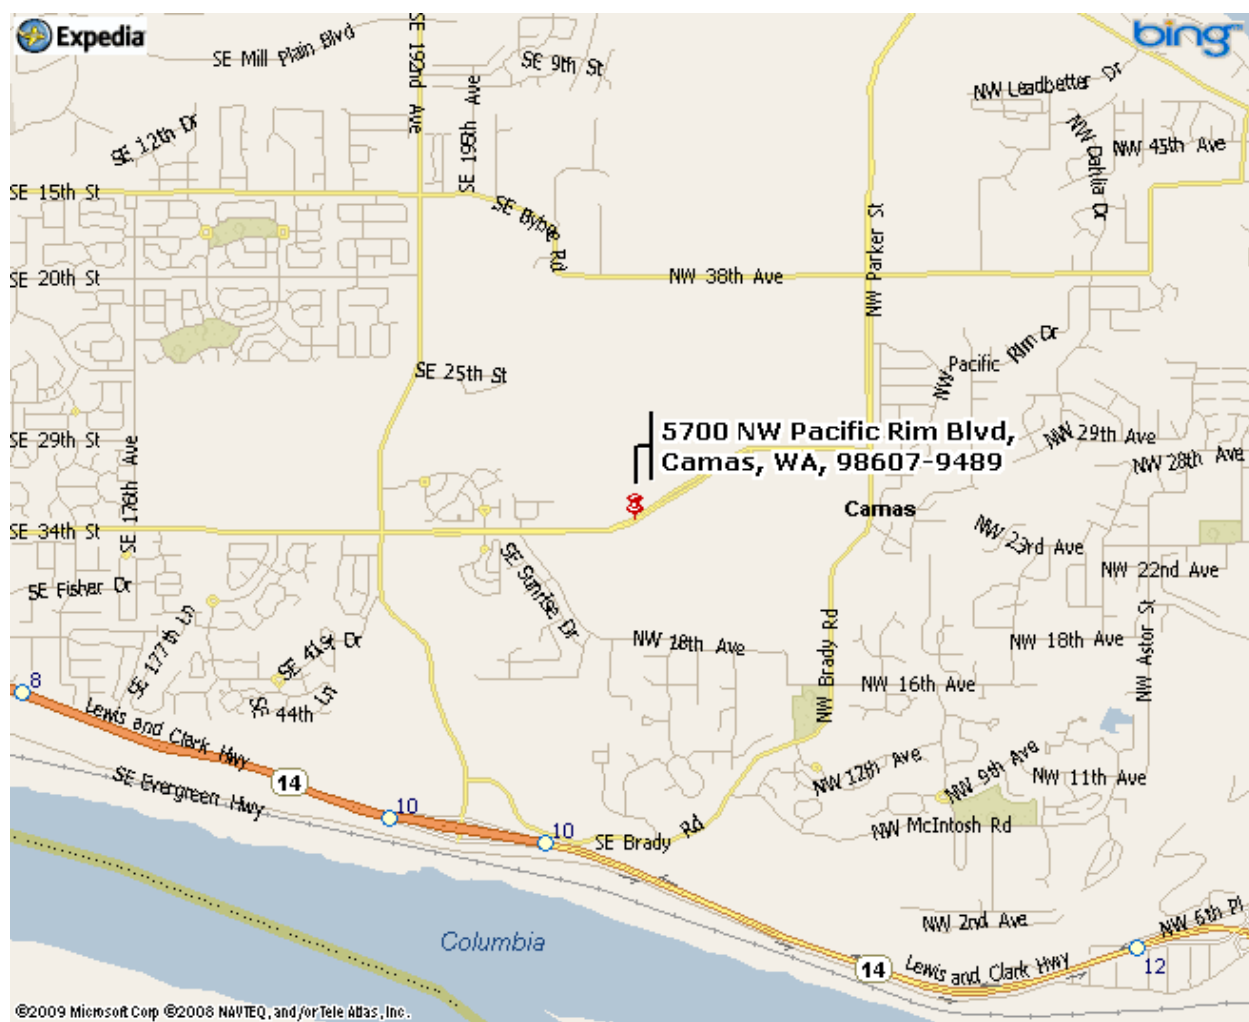 Expedia
bing™
SE Mill Plain Blvd
SE 192nd Ave
SE 9th St
SE 195th Ave
NW Leadbetter Dr
SE 12th Dr
NW Dahlia Dr
NW 45th Ave
SE 15th St
SE Bybee Rd
NW Parker St
SE 20th St
NW 38th Ave
NW Pacific Rim Dr
SE 25th St
5700 NW Pacific Rim Blvd,
Camas, WA, 98607-9489
SE 29th St
SE 176th Ave
NW 29th Ave
NW 28th Ave
Camas
SE 34th St
NW 23rd Ave
SE Fisher Dr
SE Sunrise Dr
NW 22nd Ave
SE 177th Ln
SE 41st Dr
NW 18th Ave
NW Brady Rd
NW 18th Ave
NW Astor St
NW 16th Ave
8
SE 44th Ln
Lewis and Clark Hwy
14
SE Evergreen Hwy
NW 12th Ave
NW 9th Ave
NW 11th Ave
10
10
SE Brady Rd
NW McIntosh Rd
NW 2nd Ave
NW 6th Pl
Columbia
14
Lewis and Clark Hwy
12
©2009 Microsoft Corp ©2008 NAVTEQ, and/or Tele Atlas, Inc.